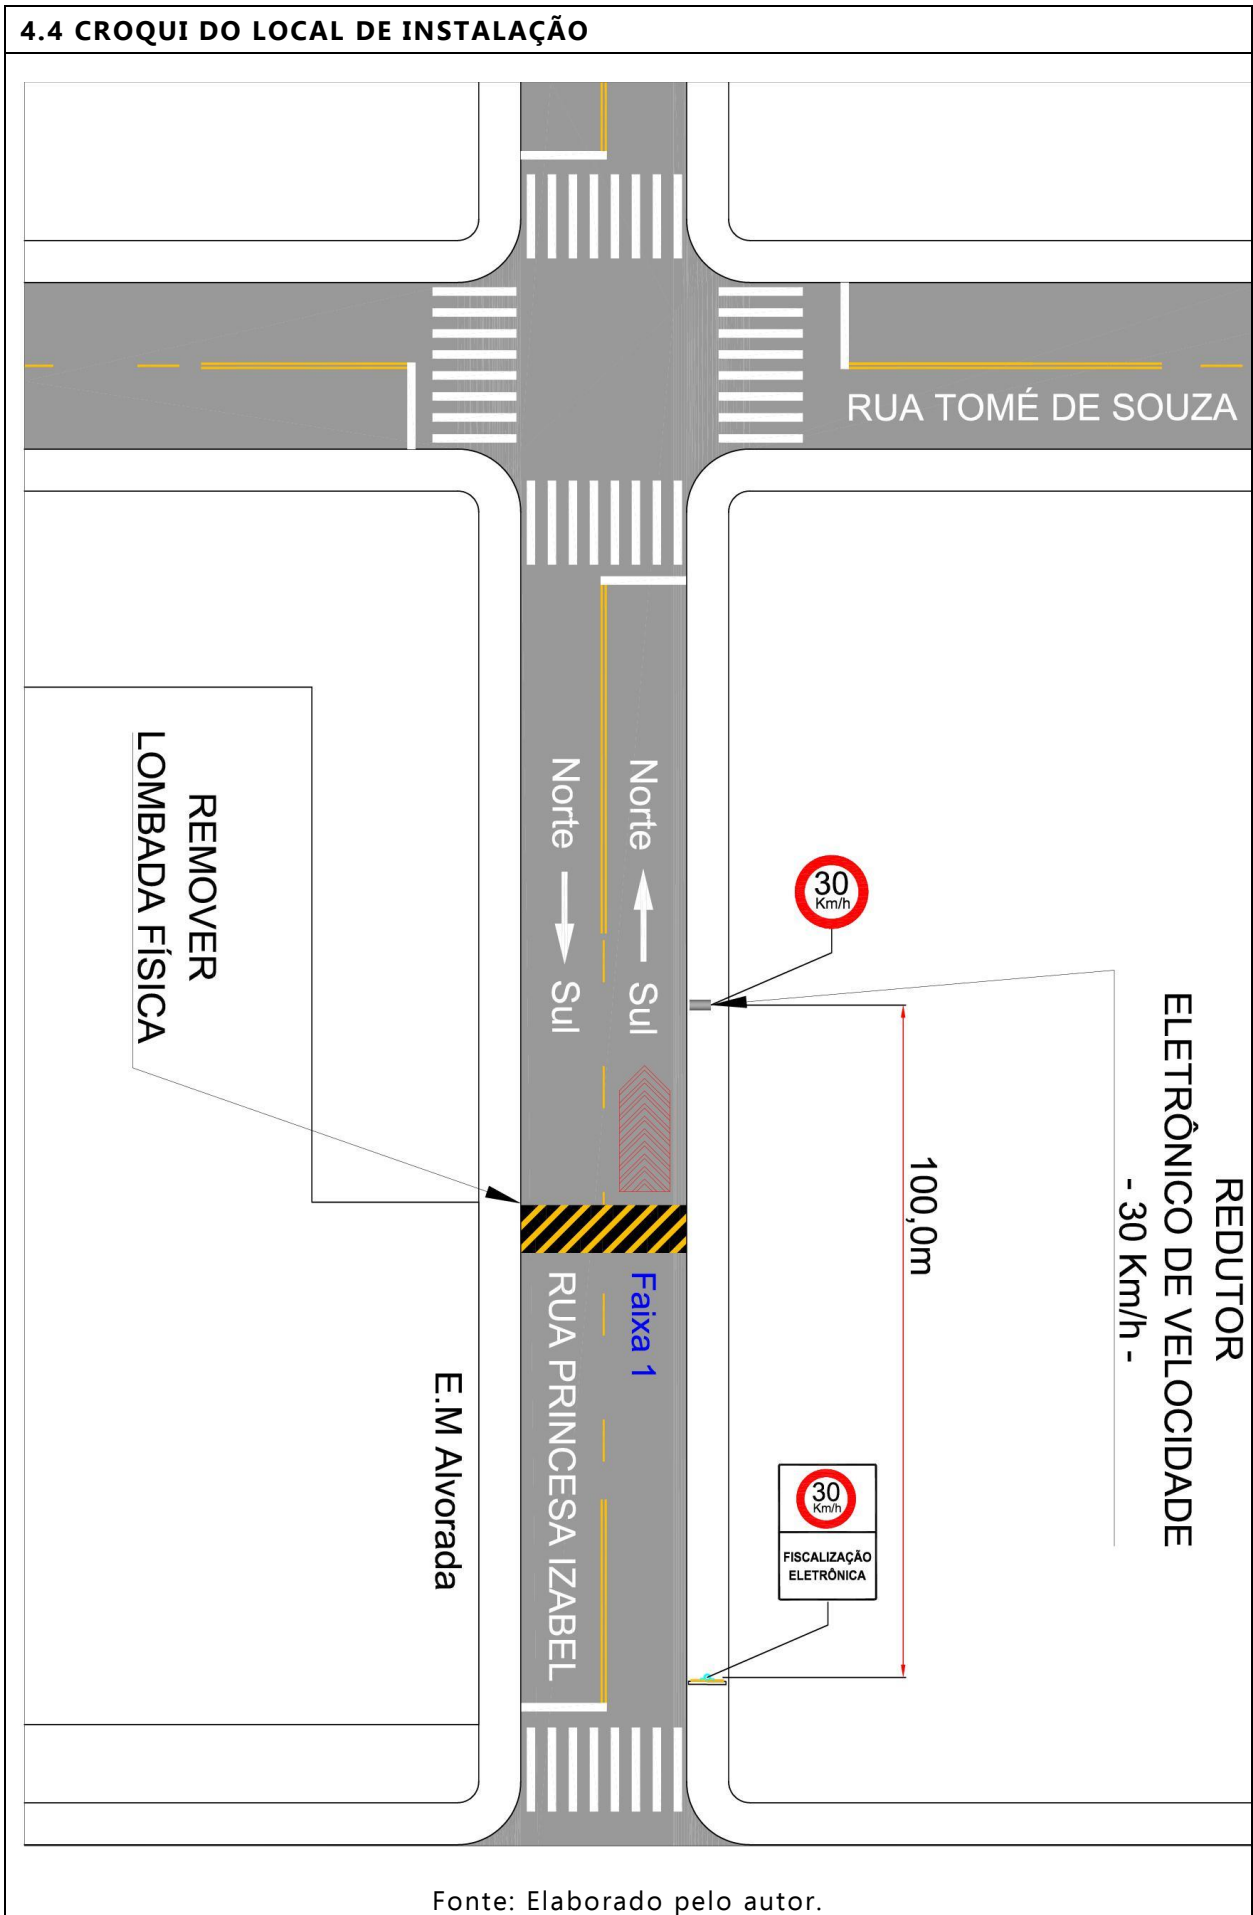 4.4 CROQUI DO LOCAL DE INSTALAÇÃO
RUA TOMÉ DE SOUZA
REMOVER
LOMBADA FÍSICA
Norte
Sul
Norte
Sul
30
Km/h
REDUTOR
ELETRÔNICO DE VELOCIDADE
- 30 Km/h -
100,0m
Faixa 1
RUA PRINCESA IZABEL
E.M Alvorada
30
Km/h
FISCALIZAÇÃO
ELETRÔNICA
Fonte: Elaborado pelo autor.